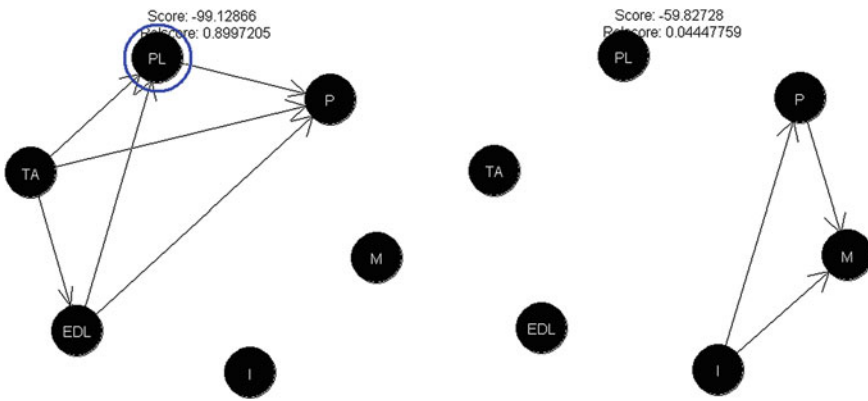 Score: -99.12866
Relscore: 0.8997205
PL
P
TA
M
EDL
I
Score: -59.82728
Relscore: 0.04447759
PL
P
TA
M
EDL
I